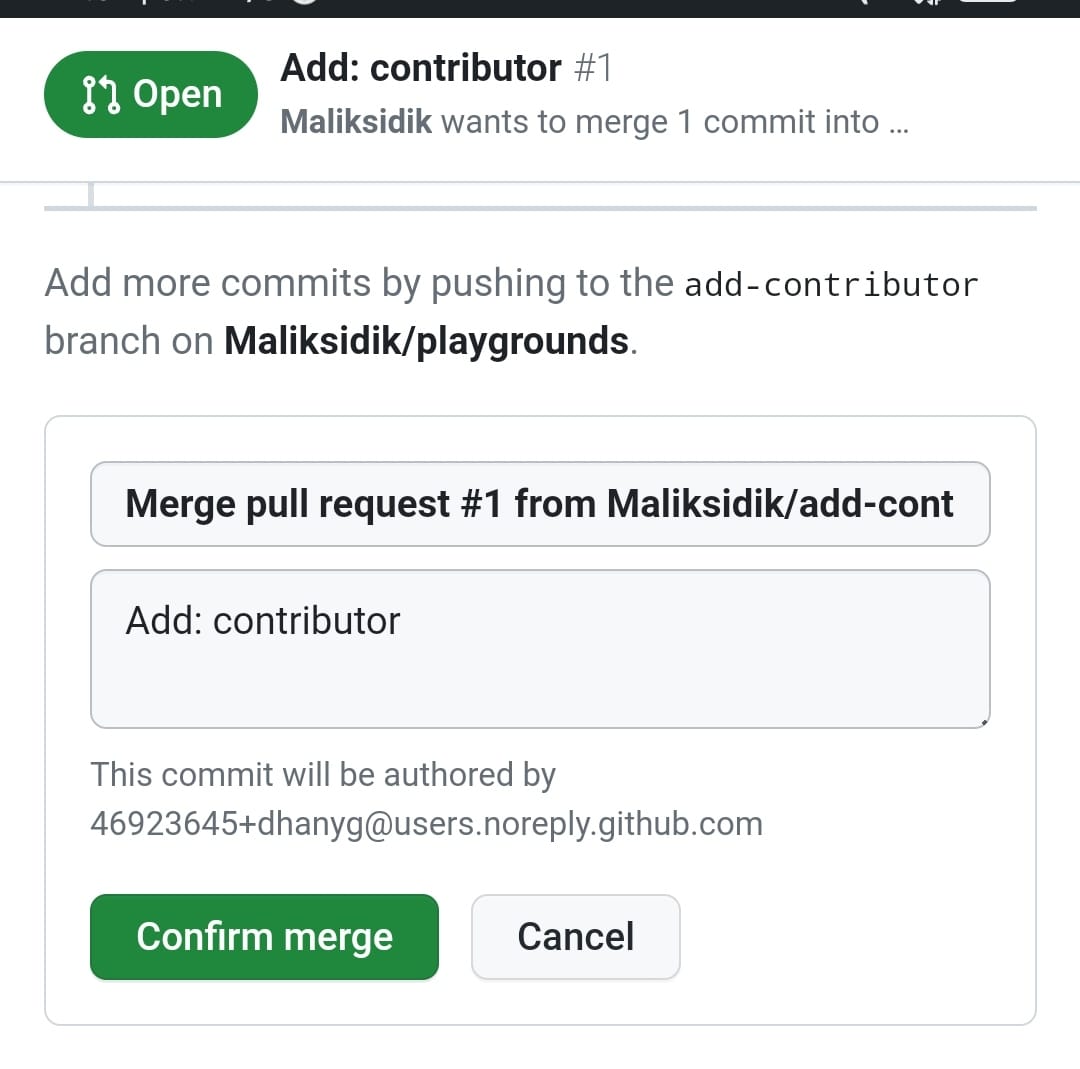 Open
Add: contributor #1
Maliksidik wants to merge 1 commit into ...
Add more commits by pushing to the add-contributor
branch on Maliksidik/playgrounds.
Merge pull request #1 from Maliksidik/add-cont
Add: contributor
This commit will be authored by
46923645+dhanyg@users.noreply.github.com
Confirm merge
Cancel